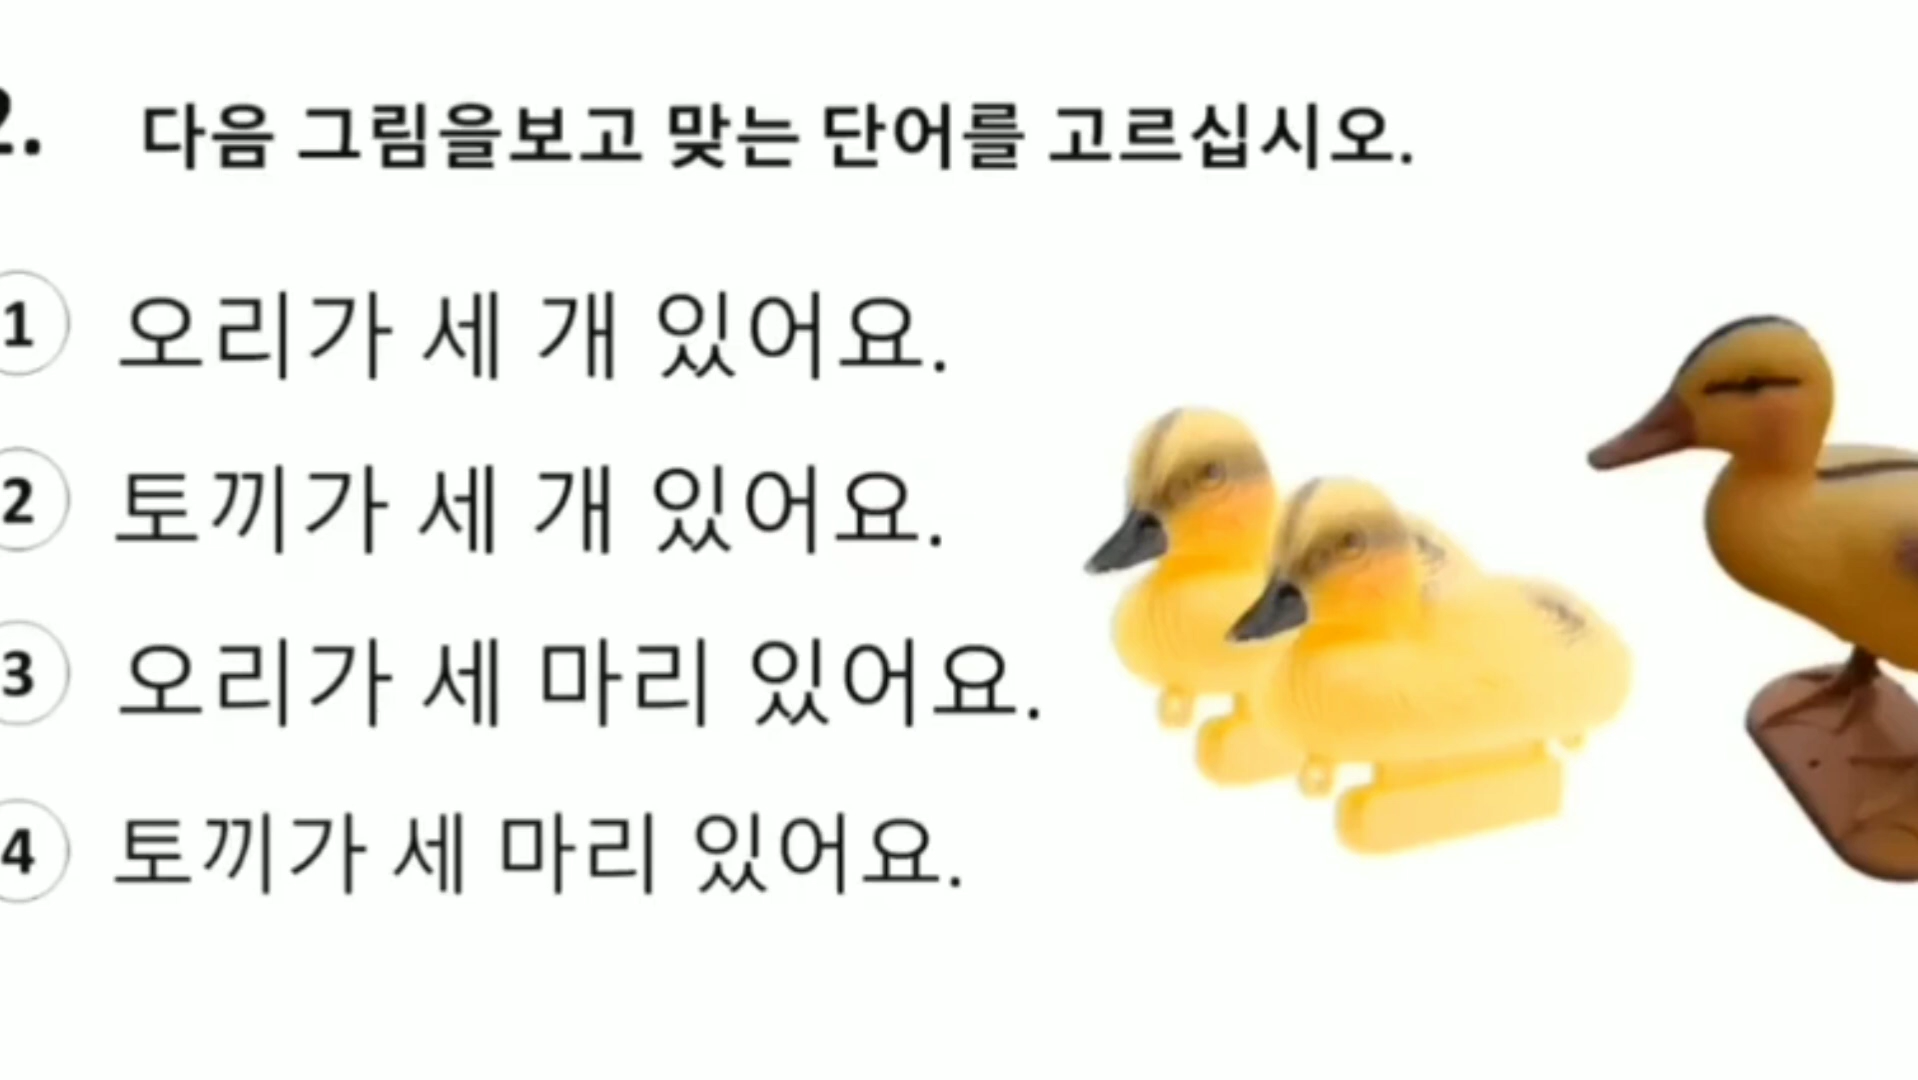 2. 다음 그림을보고 맞는 단어를 고르십시오.
1 오리가 세 개 있어요.
2 토끼가 세 개 있어요.
3 오리가 세 마리 있어요.
4 토끼가 세 마리 있어요.